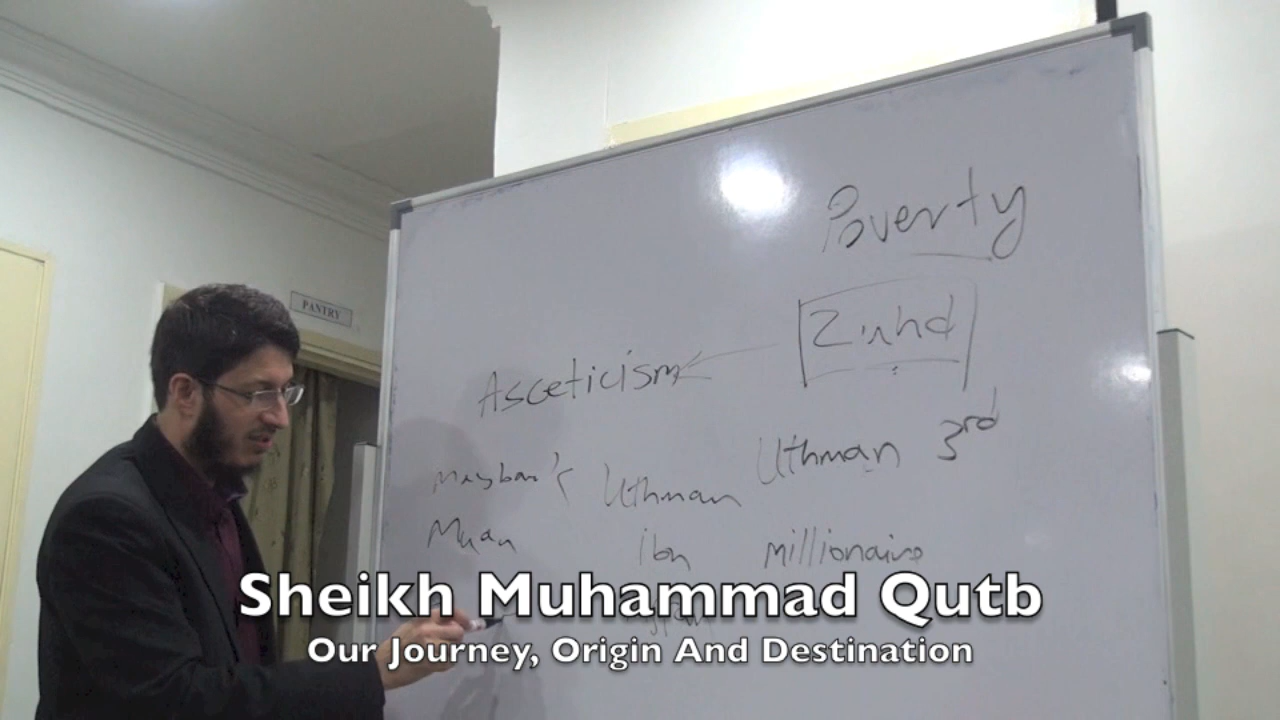 PANTRY
Poverty
Zuhd
Asceticism
Uthman 3rd
Uthman
Ibn millionaire
Sheikh Muhammad Qutb
Our Journey, Origin And Destination